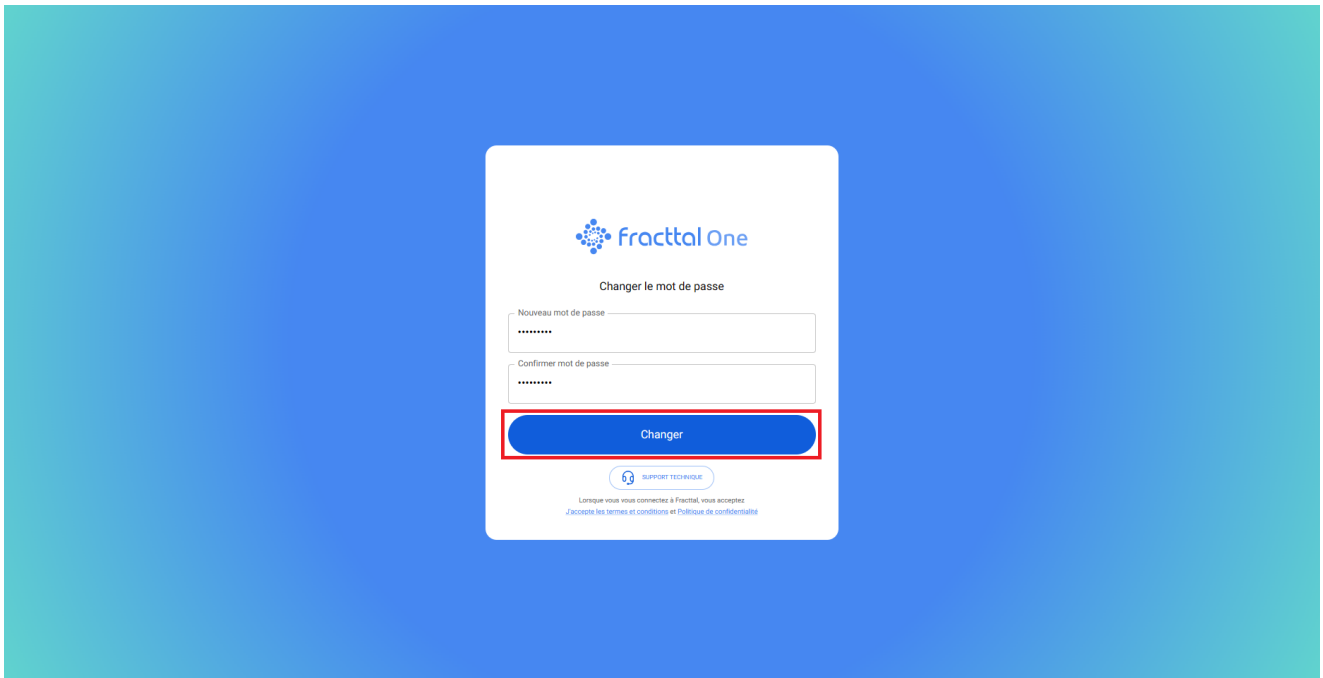 fracttal One
Changer le mot de passe
Nouveau mot de passe
•••••••••
Confirmer mot de passe
•••••••••
Changer
SUPPORT TECHNIQUE
Lorsque vous vous connectez à Fracttal, vous acceptez
J'accepte les termes et conditions et Politique de confidentialité